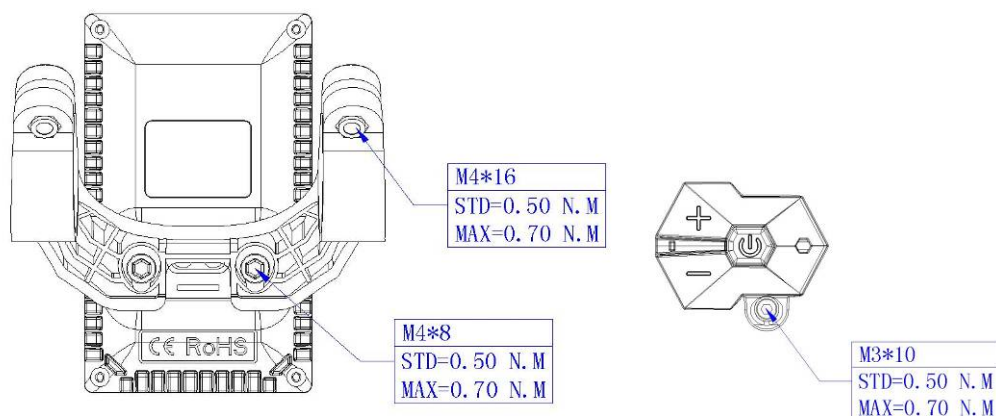 M4*16
STD=0.50 N.M
MAX=0.70 N.M
M4*8
STD=0.50 N.M
MAX=0.70 N.M
CE RoHS
M3*10
STD=0.50 N.M
MAX=0.70 N.M